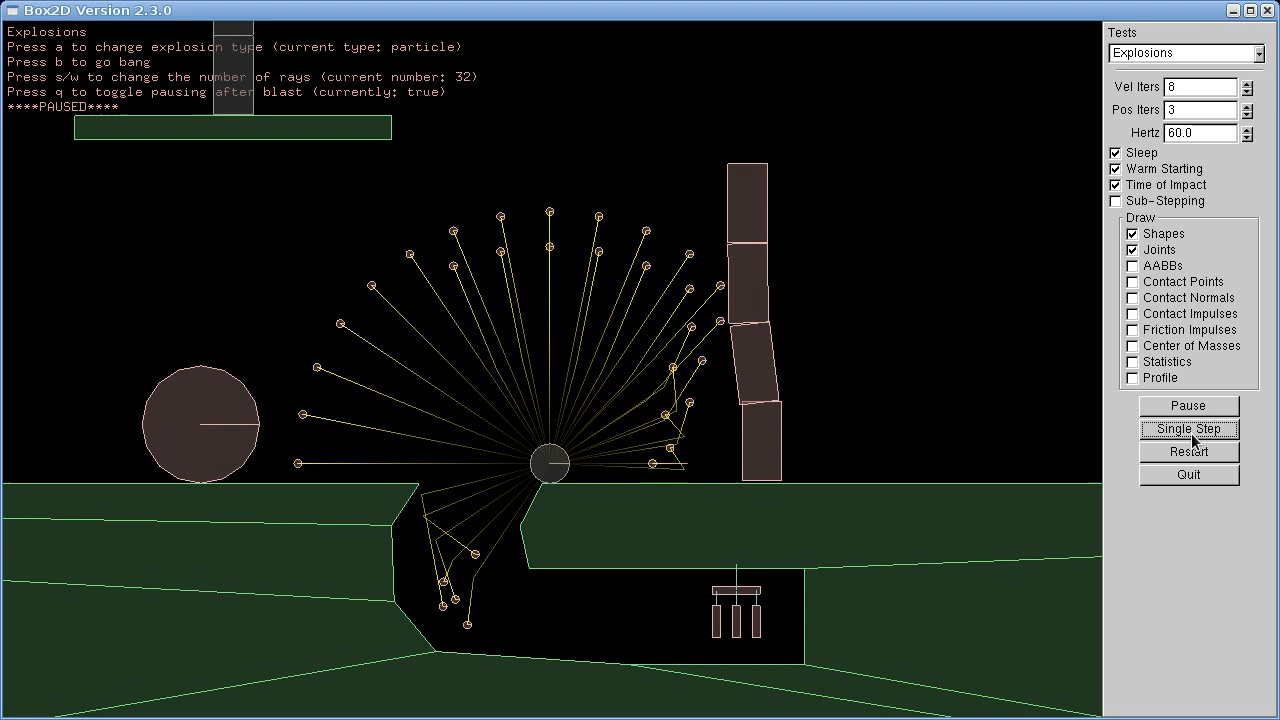 Box2D Version 2.3.0
Explosions
Press a to change explosion type (current type: particle)
Press b to go bang
Press s/w to change the number of rays (current number: 32)
Press q to toggle pausing after blast (currently: true)
****PAUSED****
Tests
Explosions
Vel Iters 8
Pos Iters 3
Hertz 60.0
Sleep
Warm Starting
Time of Impact
Sub-Stepping
Draw
Shapes
Joints
AABBs
Contact Points
Contact Normals
Contact Impulses
Friction Impulses
Center of Masses
Statistics
Profile
Pause
Single Step
Restart
Quit